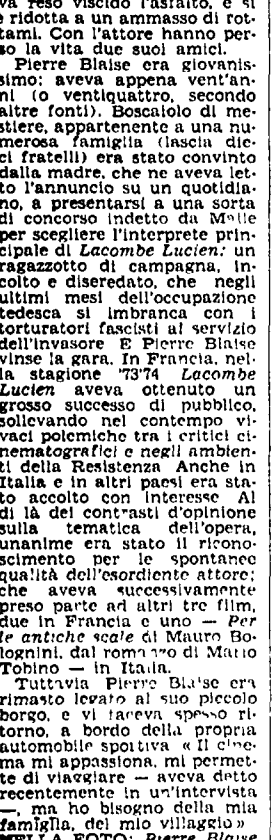 va reso viscido l'asfalto, e si
è ridotta a un ammasso di rot-
tami. Con l'attore hanno per-
so la vita due suoi amici.
Pierre Blaise era giovanis-
simo: aveva appena vent'an-
ni (o ventiquattro, secondo
altre fonti). Boscaiolo di me-
stiere, appartenente a una nu-
merosa famiglia (lascia die-
ci fratelli) era stato convinto
dalla madre, che ne aveva let-
to l'annuncio su un quotidia-
no, a presentarsi a una sorta
di concorso indetto da Malle
per scegliere l'interprete prin-
cipale di Lacombe Lucien: un
ragazzotto di campagna, in-
colto e diseredato, che negli
ultimi mesi dell'occupazione
tedesca si imbranca con i
torturatori fascisti al servizio
dell'invasore E Pierre Blaise
vinse la gara. In Francia, nel-
la stagione '73'74 Lacombe
Lucien aveva ottenuto un
grosso successo di pubblico,
sollevando nel contempo vi-
vaci polemiche tra i critici ci-
nematografici e negli ambien-
ti della Resistenza Anche in
Italia e in altri paesi era sta-
to accolto con interesse Al
di là dei contrasti d'opinione
sulla tematica dell'opera,
unanime era stato il ricono-
scimento per le spontanee
qualità dell'esordiente attore;
che aveva successivamente
preso parte ad altri tre film,
due in Francia e uno — Per
le antiche scale di Mauro Bo-
lognini, dal romanzo di Mario
Tobino — in Italia.
Tuttavia Pierre Blaise era
rimasto legato al suo piccolo
borgo, e vi faceva spesso ri-
torno, a bordo della propria
automobile sportiva « Il cine-
ma mi appassiona, mi permet-
te di viaggiare — aveva detto
recentemente in un'intervista
—, ma ho bisogno della mia
famiglia, del mio villaggio »
NELLA FOTO: Pierre Blaise